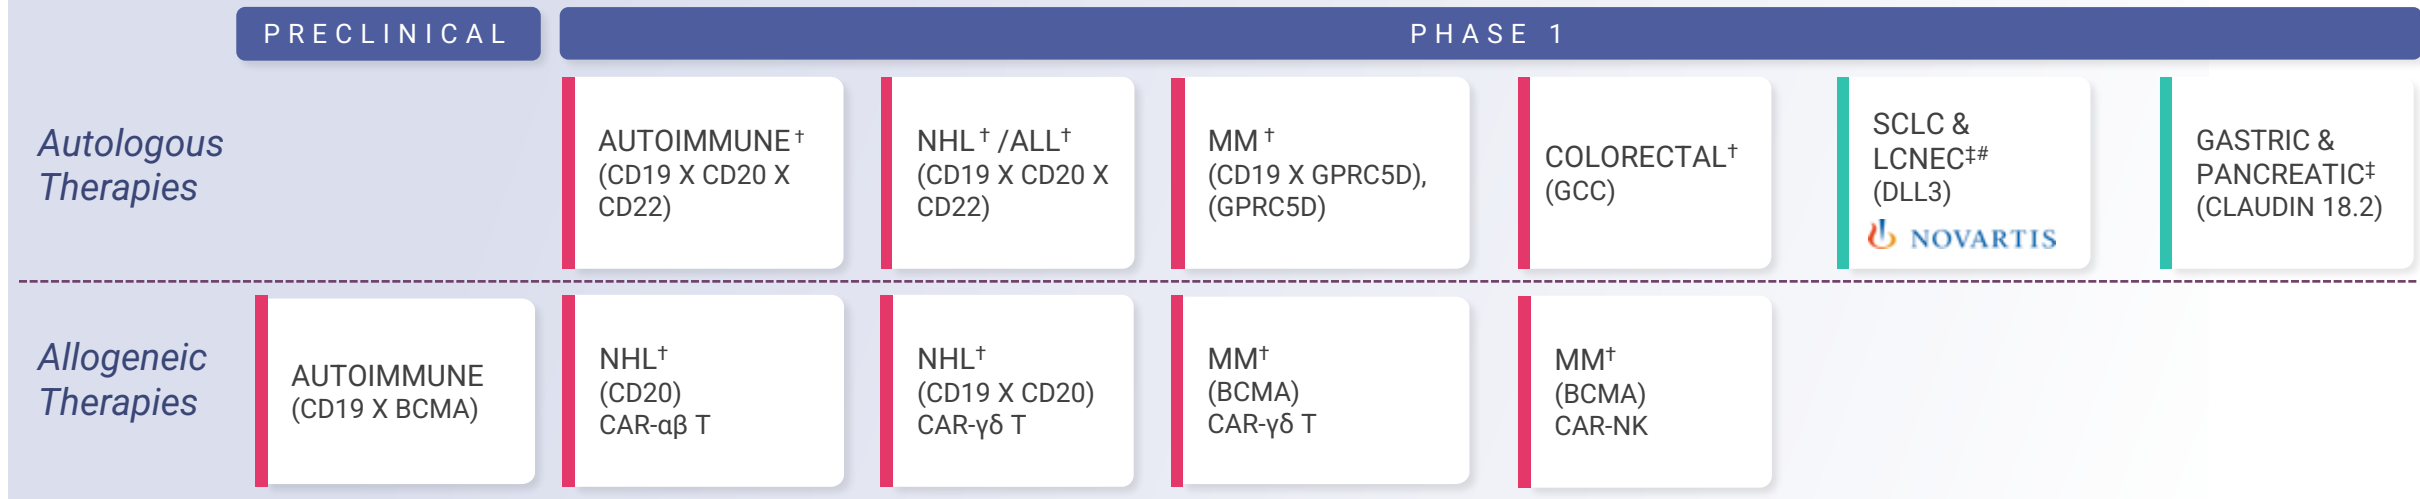 PRECLINICAL
PHASE 1
Autologous
Therapies
AUTOIMMUNE†
(CD19 X CD20 X
CD22)
NHL† /ALL†
(CD19 X CD20 X
CD22)
MM†
(CD19 X GPRC5D),
(GPRC5D)
COLORECTAL†
(GCC)
SCLC &
LCNEC‡#
(DLL3)
NOVARTIS
GASTRIC &
PANCREATIC‡
(CLAUDIN 18.2)
Allogeneic
Therapies
AUTOIMMUNE
(CD19 X BCMA)
NHL†
(CD20)
CAR-αβ T
NHL†
(CD19 X CD20)
CAR-γδ T
MM†
(BCMA)
CAR-γδ T
MM†
(BCMA)
CAR-NK